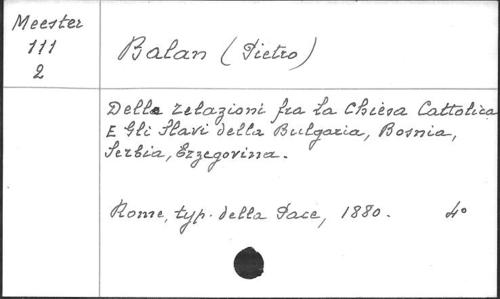 Meester
111
2
Balan (Pietro)
Delle relazioni fra la Chiesa Cattolica
E gli Slavi della Bulgaria, Bosnia,
Serbia, Erzegovina.
Rome, typ. della Pace, 1880. 4°